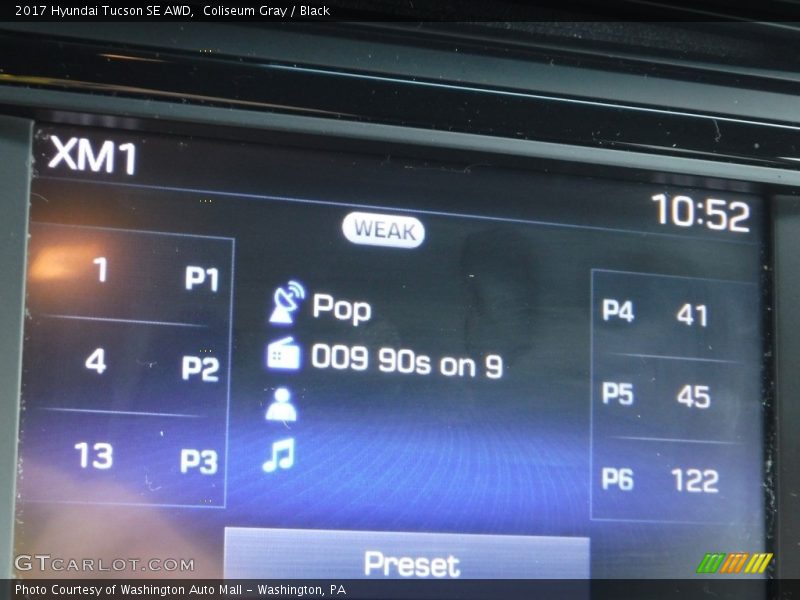 2017 Hyundai Tucson SE AWD,  Coliseum Gray / Black
XM1
10:52
WEAK
1 P1
4 P2
13 P3
Pop
009 90s on 9
P4 41
P5 45
P6 122
Preset
GTCARLOT.COM
Photo Courtesy of Washington Auto Mall - Washington, PA